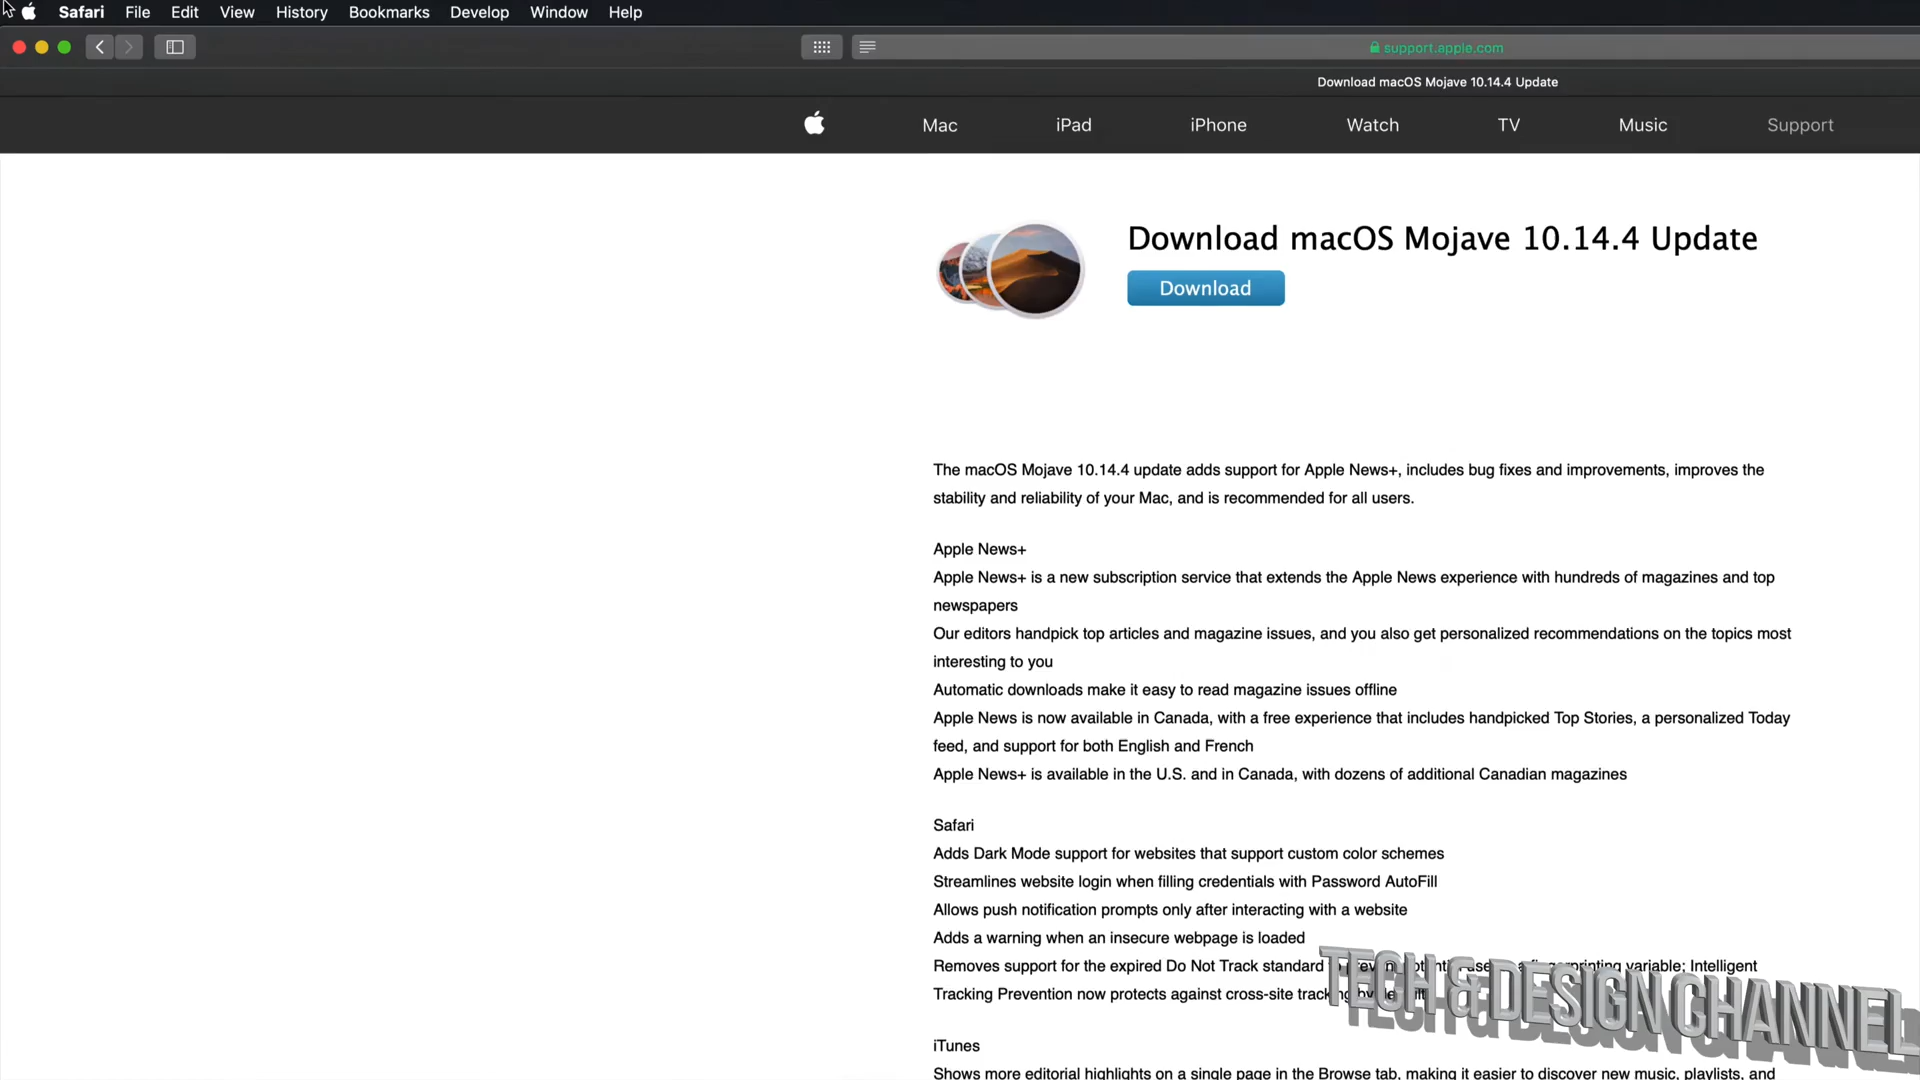 Safari File Edit View History Bookmarks Develop Window Help
support.apple.com
Download macOS Mojave 10.14.4 Update
Mac iPad iPhone Watch TV Music Support
Download macOS Mojave 10.14.4 Update
Download
The macOS Mojave 10.14.4 update adds support for Apple News+, includes bug fixes and improvements, improves the
stability and reliability of your Mac, and is recommended for all users.
Apple News+
Apple News+ is a new subscription service that extends the Apple News experience with hundreds of magazines and top
newspapers
Our editors handpick top articles and magazine issues, and you also get personalized recommendations on the topics most
interesting to you
Automatic downloads make it easy to read magazine issues offline
Apple News is now available in Canada, with a free experience that includes handpicked Top Stories, a personalized Today
feed, and support for both English and French
Apple News+ is available in the U.S. and in Canada, with dozens of additional Canadian magazines
Safari
Adds Dark Mode support for websites that support custom color schemes
Streamlines website login when filling credentials with Password AutoFill
Allows push notification prompts only after interacting with a website
Adds a warning when an insecure webpage is loaded
Removes support for the expired Do Not Track standard fingerprinting variable; Intelligent
Tracking Prevention now protects against cross-site tracking by
TECH & DESIGN CHANNEL
iTunes
Shows more editorial highlights on a single page in the Browse tab, making it easier to discover new music, playlists, and